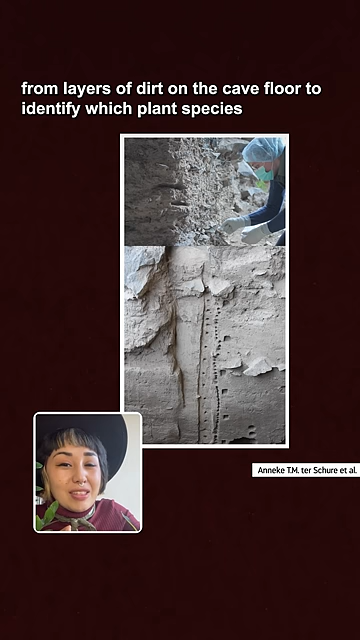 from layers of dirt on the cave floor to
identify which plant species
Anneke T.M. ter Schure et al.